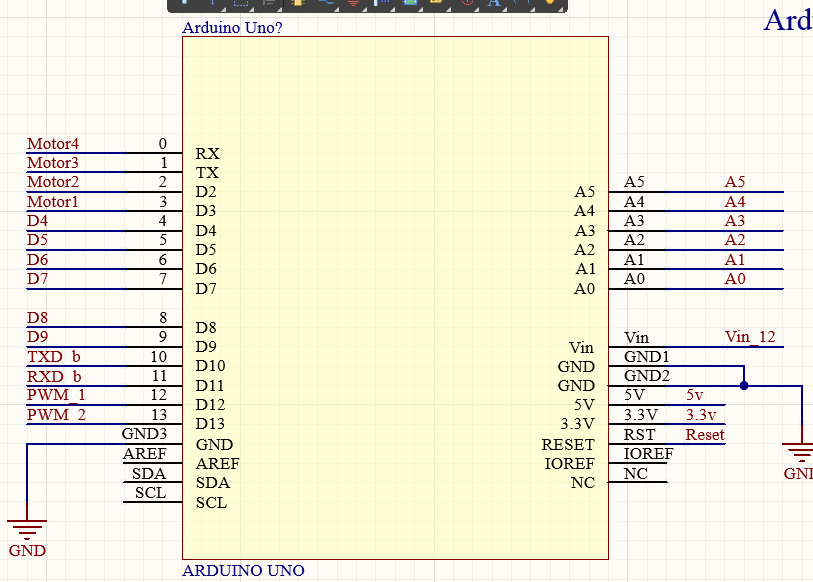 Ard
Arduino Uno?
Motor4 0 RX
Motor3 1 TX
Motor2 2 D2
Motor1 3 D3
D4 4 D4
D5 5 D5
D6 6 D6
D7 7 D7
D8 8 D8
D9 9 D9
TXD_b 10 D10
RXD_b 11 D11
PWM_1 12 D12
PWM_2 13 D13
GND3 GND
AREF AREF
SDA SDA
SCL SCL
GND
A5 A5 A5
A4 A4 A4
A3 A3 A3
A2 A2 A2
A1 A1 A1
A0 A0 A0
Vin Vin Vin_12
GND GND1
GND GND2
5V 5V 5v
3.3V 3.3V 3.3v
RESET RST Reset
IOREF IOREF
NC NC
GND
ARDUINO UNO